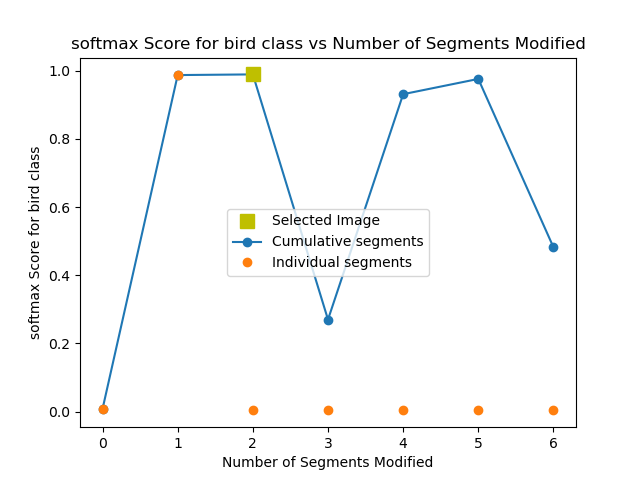 softmax Score for bird class vs Number of Segments Modified
softmax Score for bird class
1.0
0.8
0.6
0.4
0.2
0.0
Selected Image
Cumulative segments
Individual segments
0 1 2 3 4 5 6
Number of Segments Modified